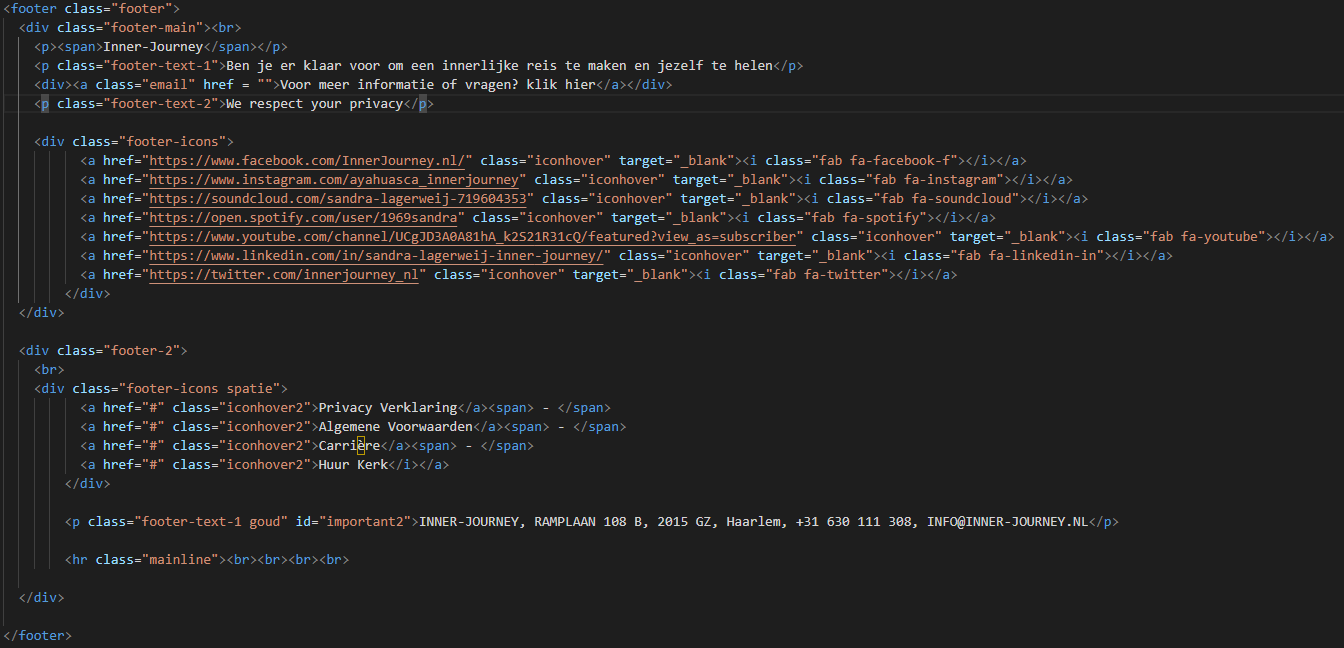 <footer class="footer">
<div class="footer-main"><br>
<p><span>Inner-Journey</span></p>
<p class="footer-text-1">Ben je er klaar voor om een innerlijke reis te maken en jezelf te helen</p>
<div><a class="email" href = "">Voor meer informatie of vragen? klik hier</a></div>
<p class="footer-text-2">We respect your privacy</p>
<div class="footer-icons">
<a href="https://www.facebook.com/InnerJourney.nl/" class="iconhover" target="_blank"><i class="fab fa-facebook-f"></i></a>
<a href="https://www.instagram.com/ayahuasca_innerjourney" class="iconhover" target="_blank"><i class="fab fa-instagram"></i></a>
<a href="https://soundcloud.com/sandra-lagerweij-719604353" class="iconhover" target="_blank"><i class="fab fa-soundcloud"></i></a>
<a href="https://open.spotify.com/user/1969sandra" class="iconhover" target="_blank"><i class="fab fa-spotify"></i></a>
<a href="https://www.youtube.com/channel/UCgJD3A0A81hA_k2S21R31cQ/featured?view_as=subscriber" class="iconhover" target="_blank"><i class="fab fa-youtube"></i></a>
<a href="https://www.linkedin.com/in/sandra-lagerweij-inner-journey/" class="iconhover" target="_blank"><i class="fab fa-linkedin-in"></i></a>
<a href="https://twitter.com/innerjourney_nl" class="iconhover" target="_blank"><i class="fab fa-twitter"></i></a>
</div>
</div>
<div class="footer-2">
<br>
<div class="footer-icons spatie">
<a href="#" class="iconhover2">Privacy Verklaring</a><span> - </span>
<a href="#" class="iconhover2">Algemene Voorwaarden</a><span> - </span>
<a href="#" class="iconhover2">Carrière</a><span> - </span>
<a href="#" class="iconhover2">Huur Kerk</i></a>
</div>
<p class="footer-text-1 goud" id="important2">INNER-JOURNEY, RAMPLAAN 108 B, 2015 GZ, Haarlem, +31 630 111 308, INFO@INNER-JOURNEY.NL</p>
<hr class="mainline"><br><br><br><br>
</div>
</footer>